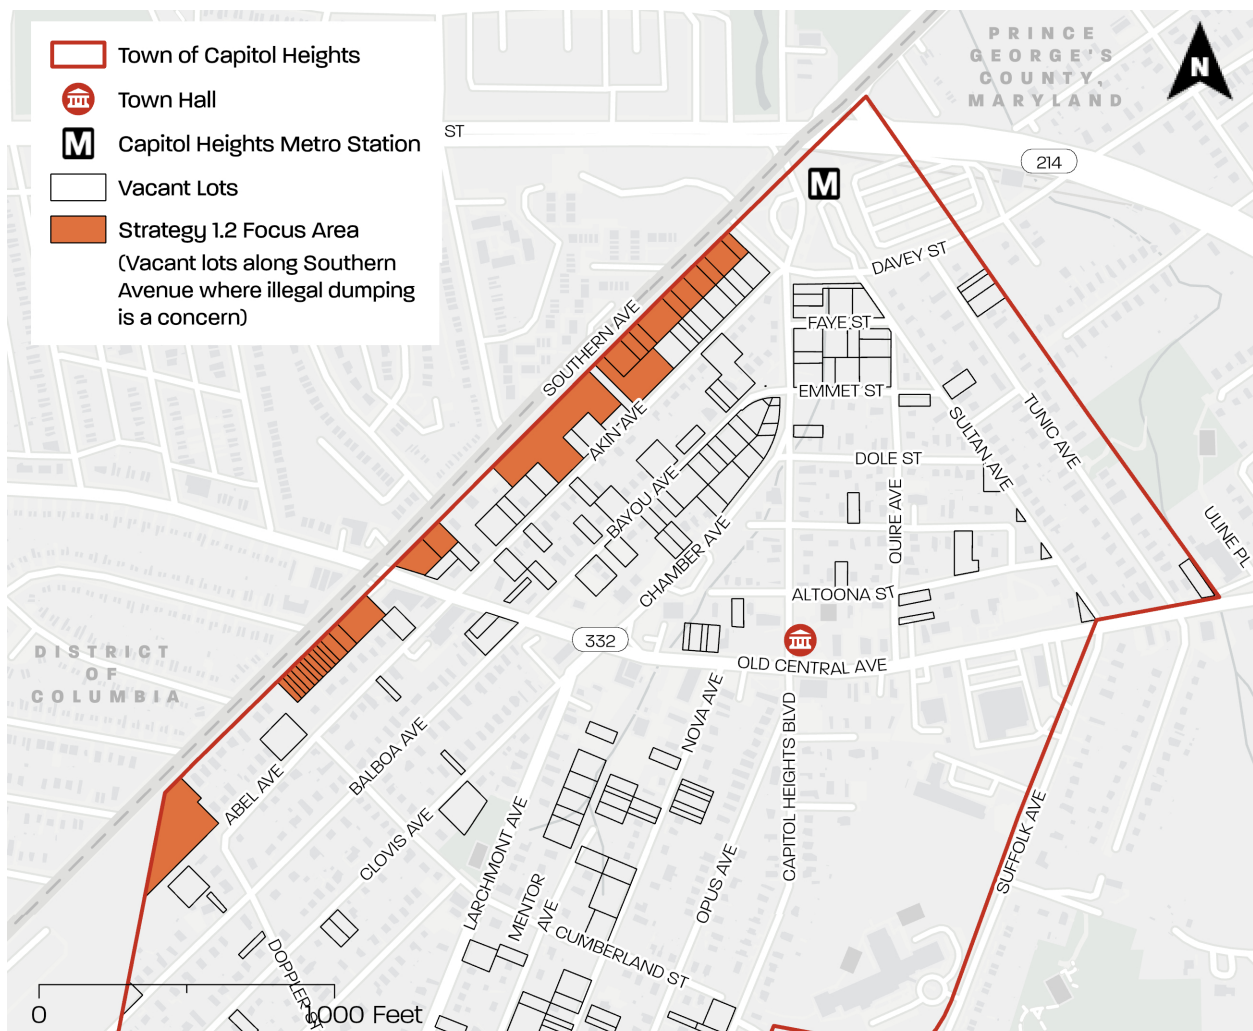 Town of Capitol Heights
Town Hall
M
Capitol Heights Metro Station
Vacant Lots
Strategy 1.2 Focus Area
(Vacant lots along Southern
Avenue where illegal dumping
is a concern)
ST
PRINCE
GEORGE'S
COUNTY,
MARYLAND
N
214
M
DAVEY ST
SOUTHERN AVE
FAYE ST
EMMET ST
AKIN AVE
SULTAN AVE
TUNIC AVE
DOLE ST
BAYOU AVE
QUIRE AVE
ULINE PL
CHAMBER AVE
ALTOONA ST
332
OLD CENTRAL AVE
DISTRICT
OF
COLUMBIA
NOVA AVE
CAPITOL HEIGHTS BLVD
BALBOA AVE
ABEL AVE
CLOVIS AVE
LARCHMONT AVE
SUFFOLK AVE
OPUS AVE
MENTOR
AVE
CUMBERLAND ST
DOPPLER ST
0
1000 Feet